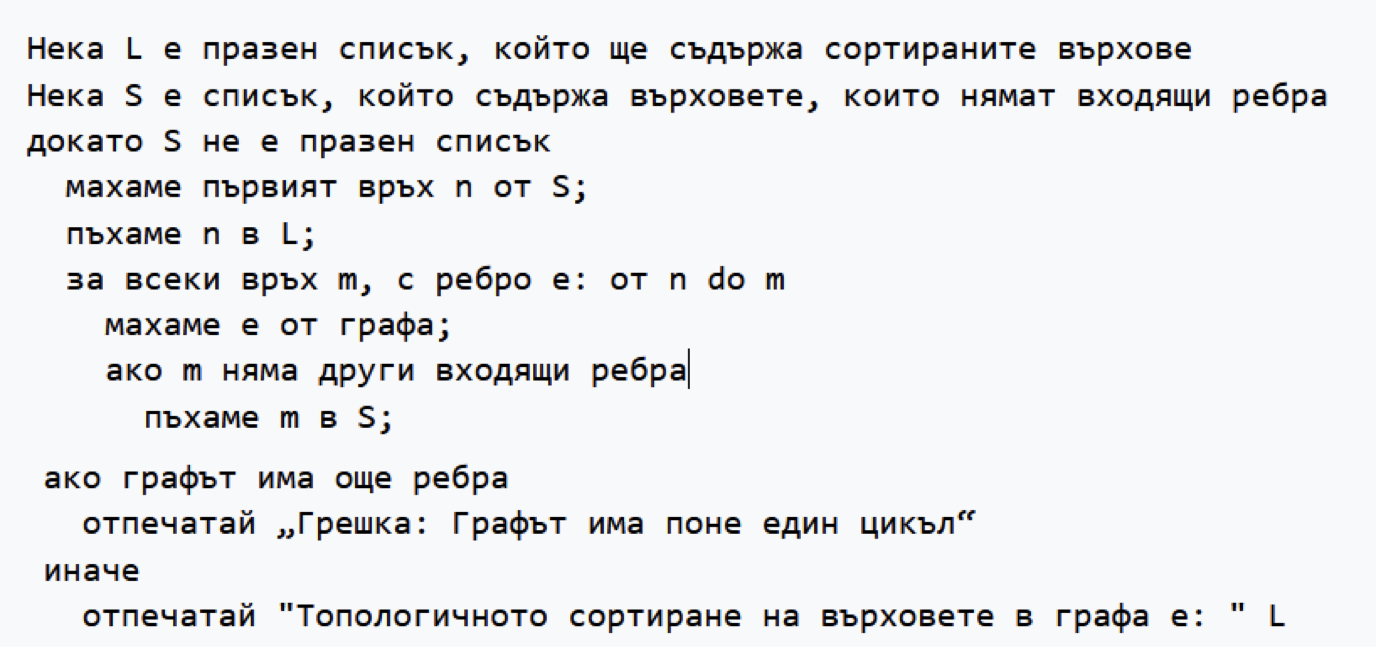 Нека L е празен списък, който ще съдържа сортираните върхове
Нека S е списък, който съдържа върховете, които нямат входящи ребра
докато S не е празен списък
махаме първият връх n от S;
пъхаме n в L;
за всеки връх m, с ребро e: от n do m
махаме e от графа;
ако m няма други входящи ребра
пъхаме m в S;
ако графът има още ребра
отпечатай „Грешка: Графът има поне един цикъл“
иначе
отпечатай "Топологичното сортиране на върховете в графа е: " L